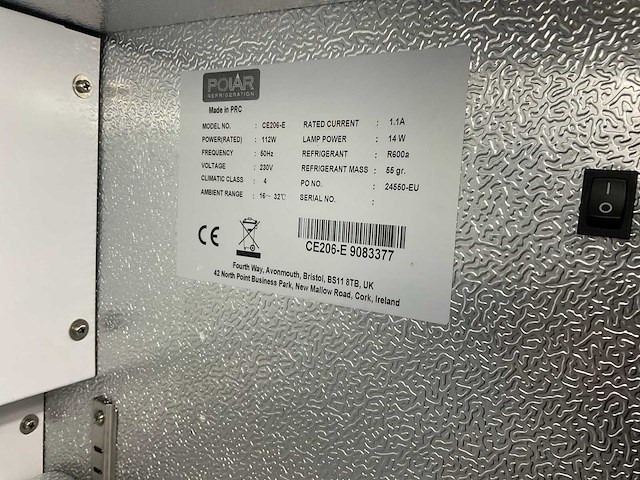 POLAR
REFRIGERATION
Made in PRC
MODEL NO. : CE206-E
POWER(RATED) : 112W
FREQUENCY : 50Hz
VOLTAGE : 230V
CLIMATIC CLASS : 4
AMBIENT RANGE : 16～32℃
RATED CURRENT : 1.1A
LAMP POWER : 14 W
REFRIGERANT : R600a
REFRIGERANT MASS : 55 gr.
PO NO. : 24550-EU
SERIAL NO. :
CE
CE206-E 9083377
Fourth Way, Avonmouth, Bristol, BS11 8TB, UK
42 North Point Business Park, New Mallow Road, Cork, Ireland
I
O